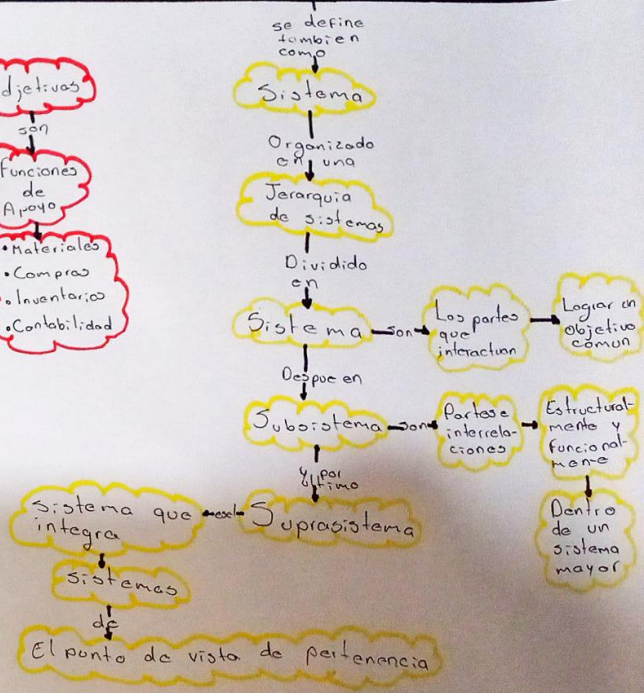 se define
tambien
como
Sistema
Organizado
en una
Jerarquia
de sistemas
Dividido
en
Sistema
son
Los partes
que
interactuan
Lograr un
objetivo
común
Despue en
Subsistema
son
Partes e
interrela-
ciones
Estructural-
mente y
funcional-
mente
Dentro
de un
sistema
mayor
y por
ultimo
Suprasistema
es el
sistema que
integra
sistemas
de
El punto de vista de pertenencia
djetivas
son
Funciones
de
Apoyo
• Materiales
• Compras
• Inventarios
• Contabilidad